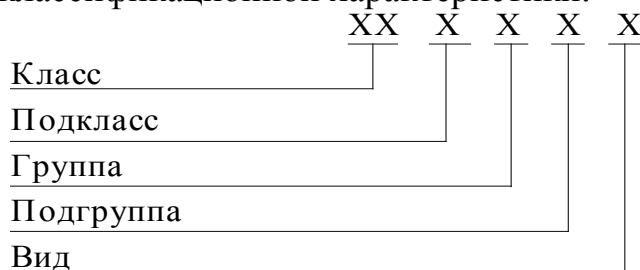 классификационной характеристики:
XX X X X X
Класс
Подкласс
Группа
Подгруппа
Вид